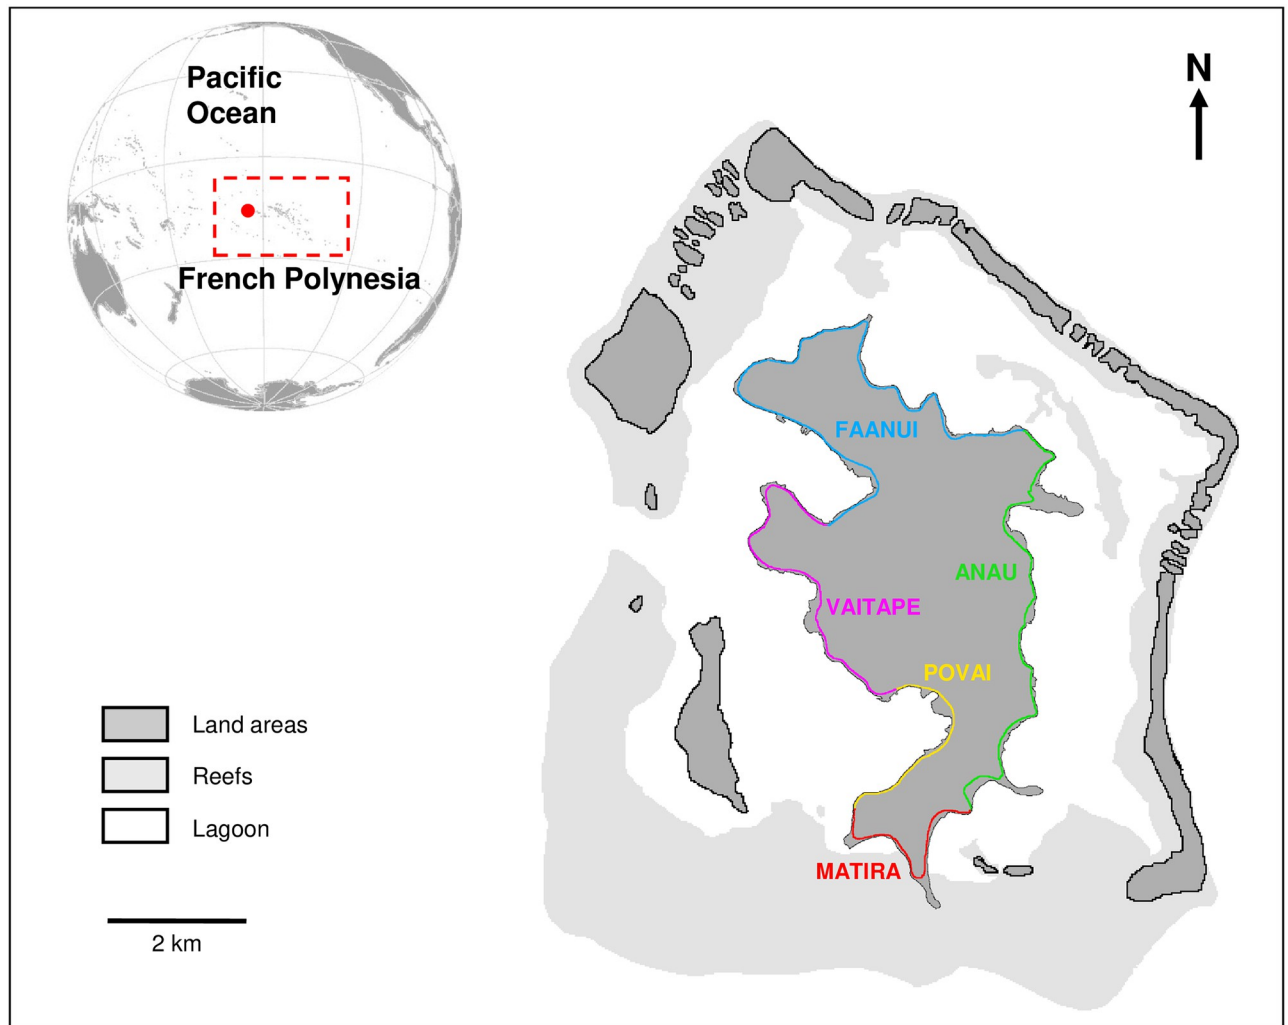 Pacific
Ocean
French Polynesia
N
FAANUI
ANAU
VAITAPE
POVAI
MATIRA
Land areas
Reefs
Lagoon
2 km